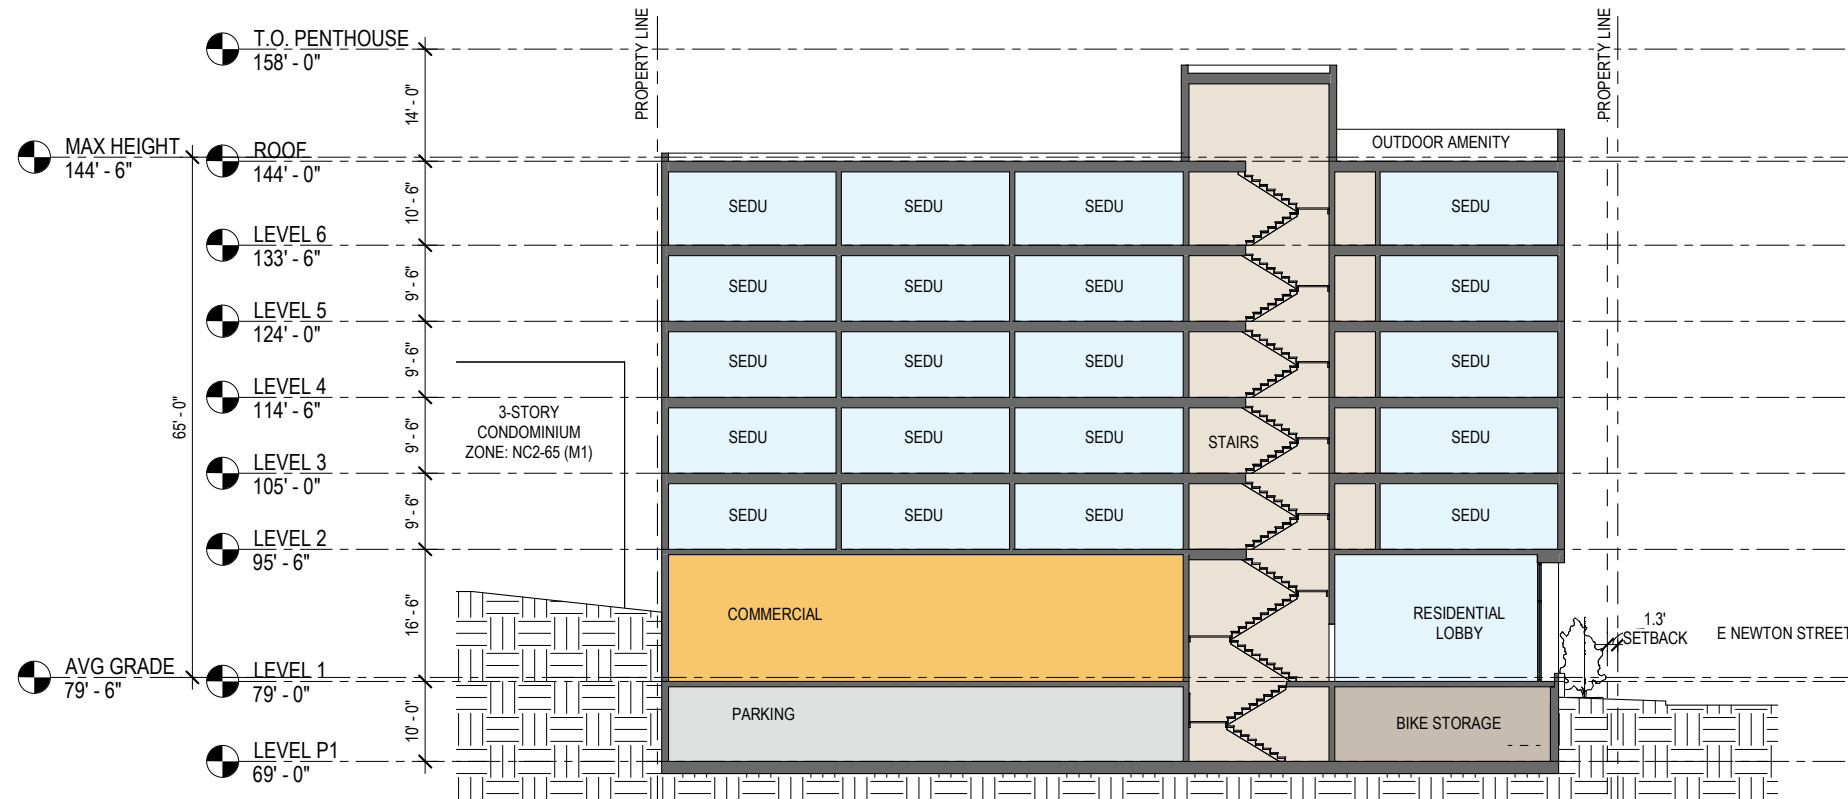 T.O. PENTHOUSE
158' - 0"
PROPERTY LINE
PROPERTY LINE
14' - 0"
MAX HEIGHT
144' - 6"
ROOF
144' - 0"
OUTDOOR AMENITY
10' - 6"
SEDU
SEDU
SEDU
SEDU
LEVEL 6
133' - 6"
9' - 6"
SEDU
SEDU
SEDU
SEDU
LEVEL 5
124' - 0"
9' - 6"
SEDU
SEDU
SEDU
SEDU
LEVEL 4
114' - 6"
65' - 0"
3-STORY
CONDOMINIUM
ZONE: NC2-65 (M1)
9' - 6"
SEDU
SEDU
SEDU
STAIRS
SEDU
LEVEL 3
105' - 0"
9' - 6"
SEDU
SEDU
SEDU
SEDU
LEVEL 2
95' - 6"
16' - 6"
COMMERCIAL
RESIDENTIAL
LOBBY
1.3'
SETBACK
E NEWTON STREET
AVG GRADE
79' - 6"
LEVEL 1
79' - 0"
10' - 0"
PARKING
BIKE STORAGE
LEVEL P1
69' - 0"